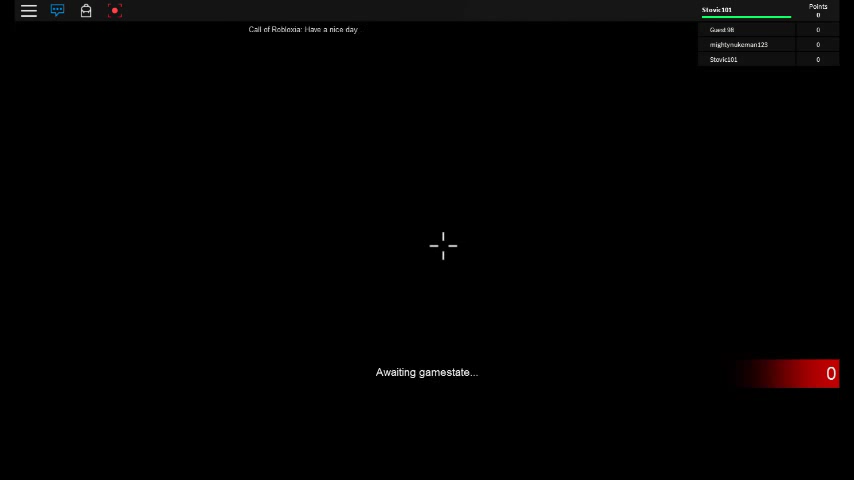 Stovic101
Points
0
Call of Robloxia: Have a nice day
Guest 98
0
mightynukeman123
0
Stovic101
0
Awaiting gamestate...
0